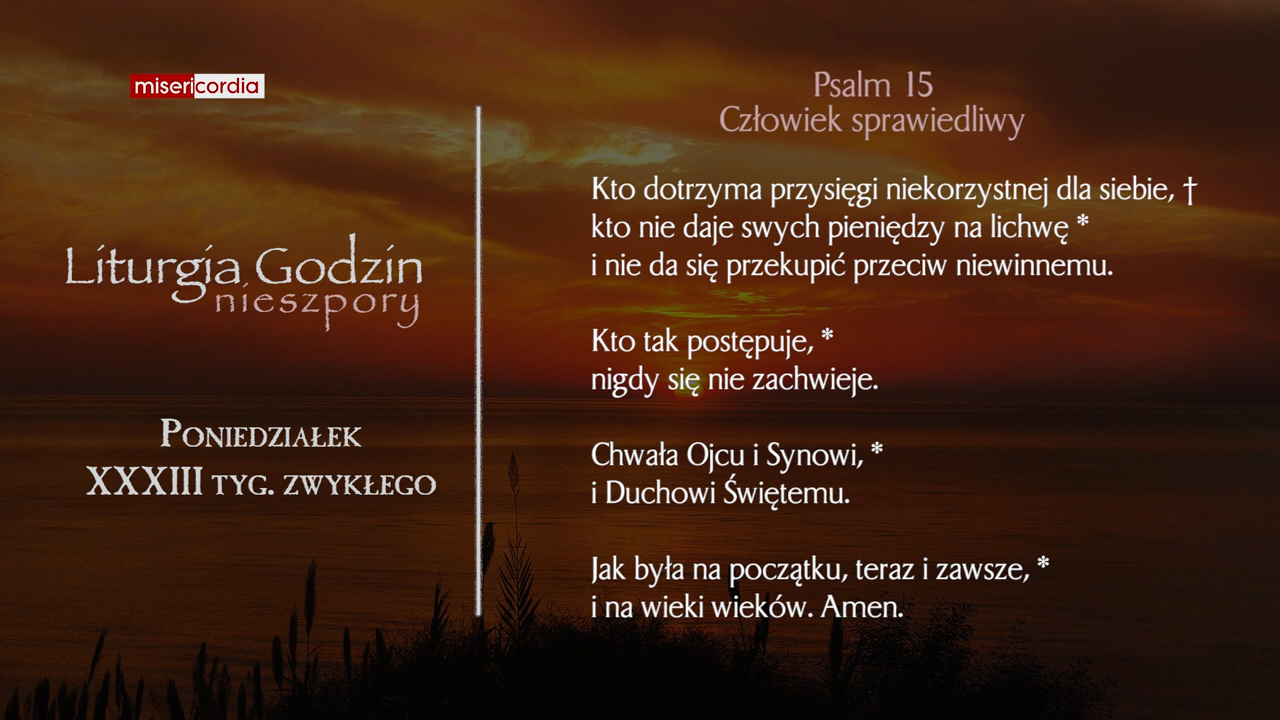 misericordia
Liturgia Godzin
nieszpory
Poniedziałek
XXXIII tyg. zwykłego
Psalm 15
Człowiek sprawiedliwy
Kto dotrzyma przysięgi niekorzystnej dla siebie, †
kto nie daje swych pieniędzy na lichwę *
i nie da się przekupić przeciw niewinnemu.
Kto tak postępuje, *
nigdy się nie zachwieje.
Chwała Ojcu i Synowi, *
i Duchowi Świętemu.
Jak była na początku, teraz i zawsze, *
i na wieki wieków. Amen.